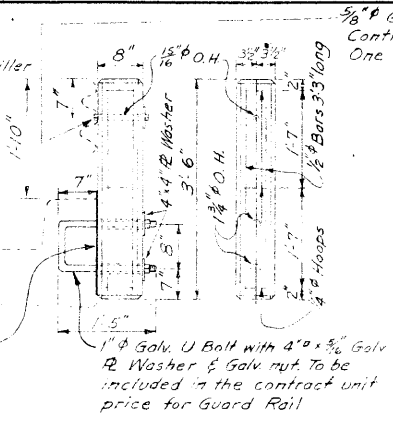 5/8" ⌀
Cont
One
iller
8"
15/16" ⌀ O.H.
3½" 3½"
7"
1'-10"
4"x4" ℞ Washer
3'-6"
1¾" ⌀ O.H.
2"
1'-7"
½" ⌀ Bars 3'-3" long
7"
8"
7"
1'-7"
¼" ⌀ Hoops
2"
1'-5"
1" ⌀ Galv. U Bolt with 4"□ x 5/16" Galv
℞ Washer & Galv. nut. To be
included in the contract unit
price for Guard Rail